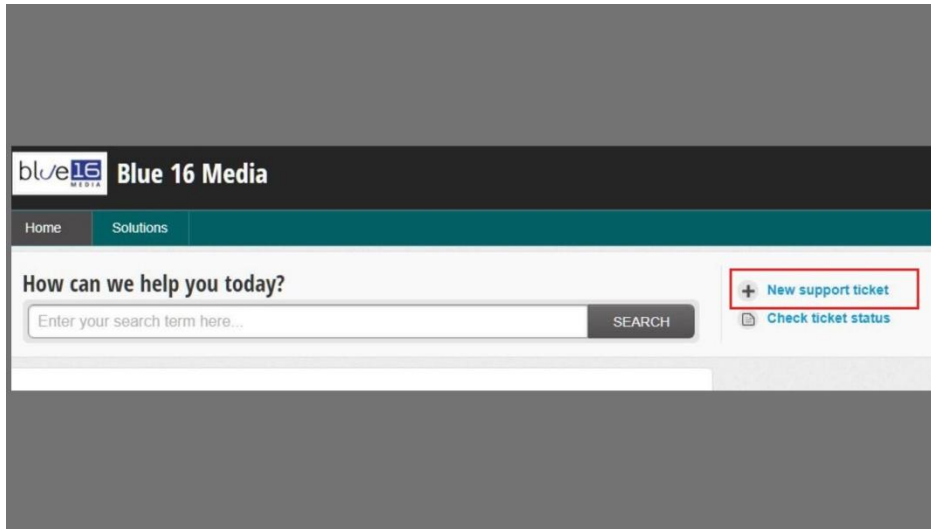 blue16
MEDIA
Blue 16 Media
Home
Solutions
How can we help you today?
Enter your search term here...
SEARCH
New support ticket
Check ticket status